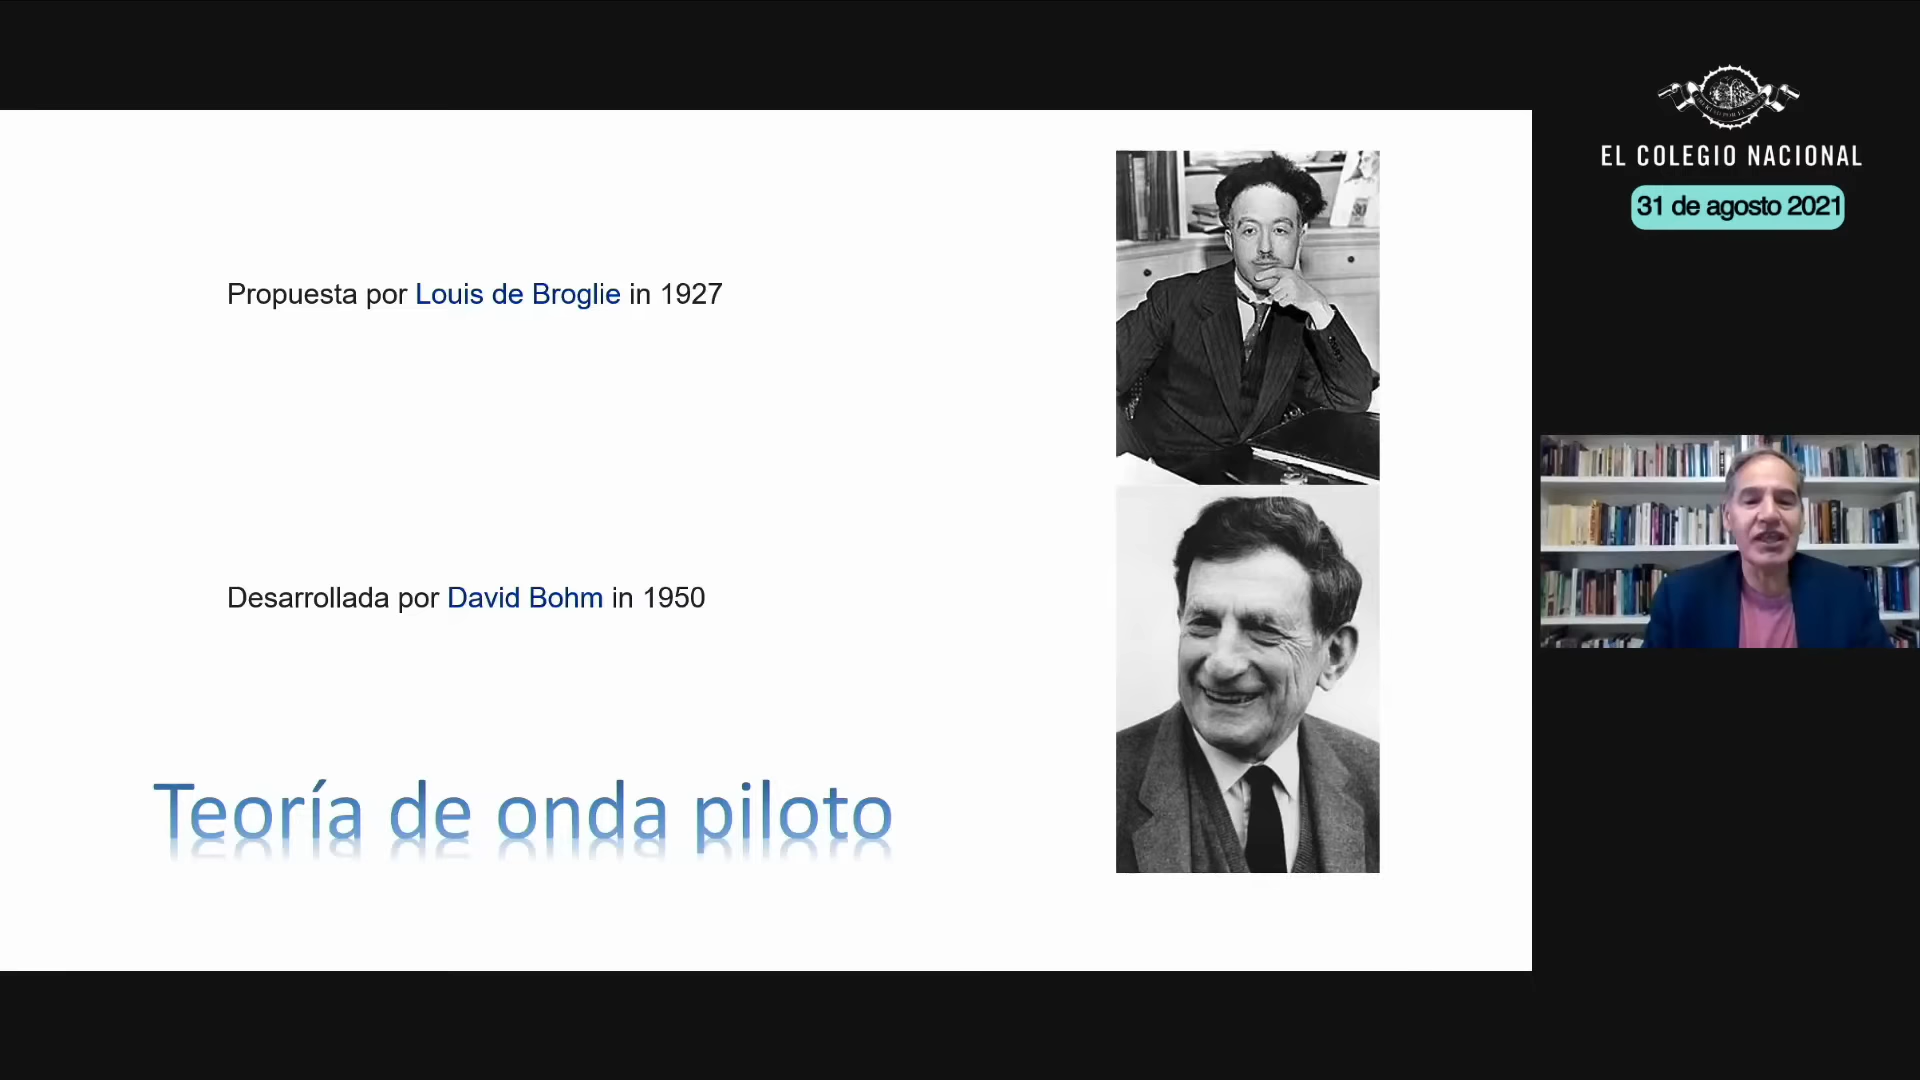 EL COLEGIO NACIONAL
31 de agosto 2021
Propuesta por Louis de Broglie in 1927
Desarrollada por David Bohm in 1950
Teoría de onda piloto